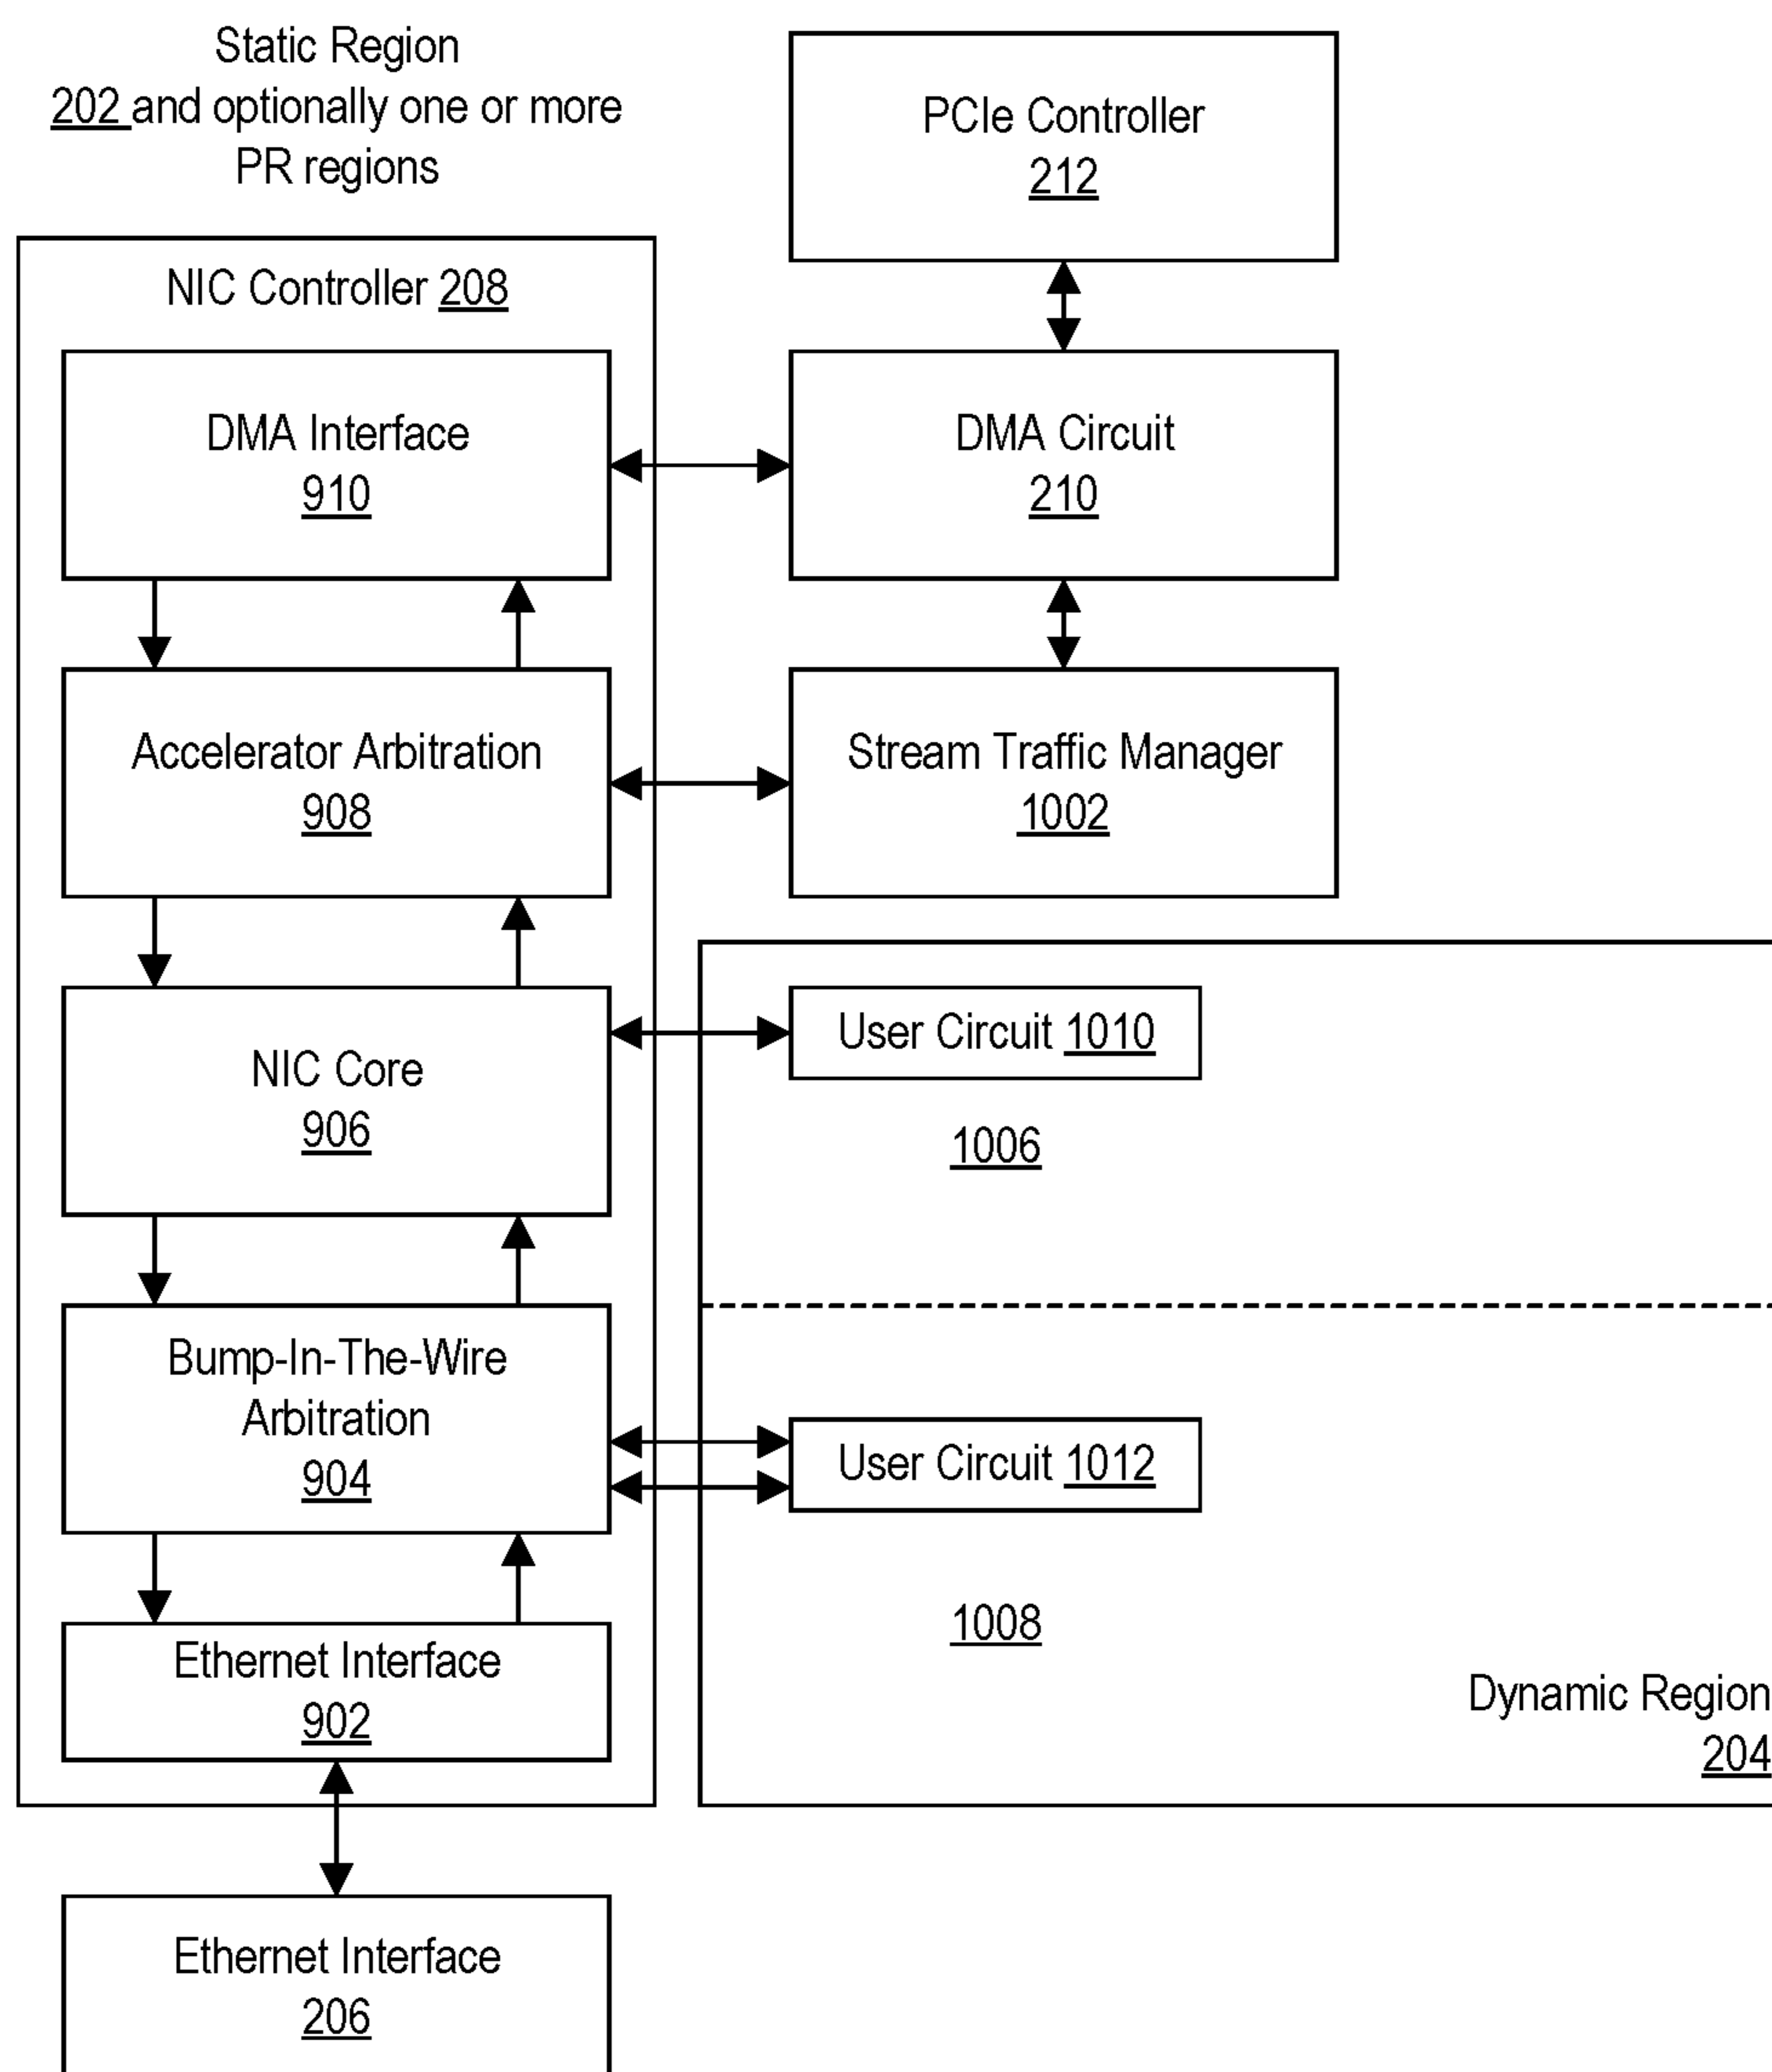 Static Region
202 and optionally one or more
PR regions
PCIe Controller
212
NIC Controller 208
DMA Interface
910
DMA Circuit
210
Accelerator Arbitration
908
Stream Traffic Manager
1002
NIC Core
906
User Circuit 1010
1006
Bump-In-The-Wire
Arbitration
904
User Circuit 1012
1008
Ethernet Interface
902
Dynamic Region
204
Ethernet Interface
206